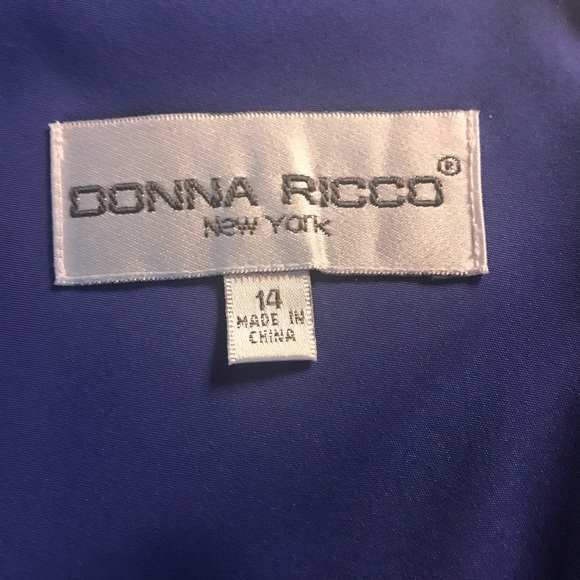 DONNA RICCO®
New York
14
MADE IN
CHINA